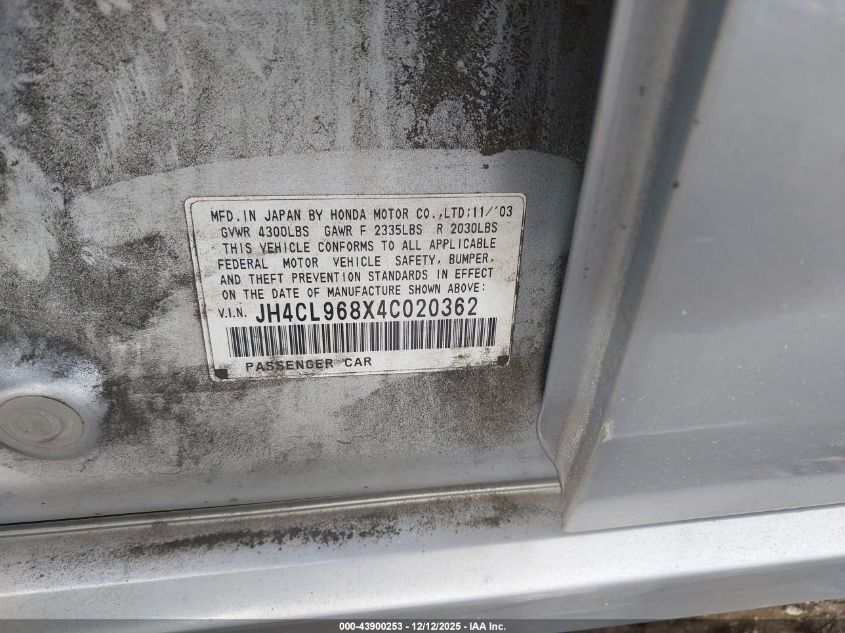 MFD. IN JAPAN BY HONDA MOTOR CO.,LTD:11/'03
GVWR 4300LBS GAWR F 2335LBS R 2030LBS
THIS VEHICLE CONFORMS TO ALL APPLICABLE
FEDERAL MOTOR VEHICLE SAFETY, BUMPER,
AND THEFT PREVENTION STANDARDS IN EFFECT
ON THE DATE OF MANUFACTURE SHOWN ABOVE:
V.I.N. JH4CL968X4C020362
PASSENGER CAR
000-43900253 - 12/12/2025 - IAA Inc.